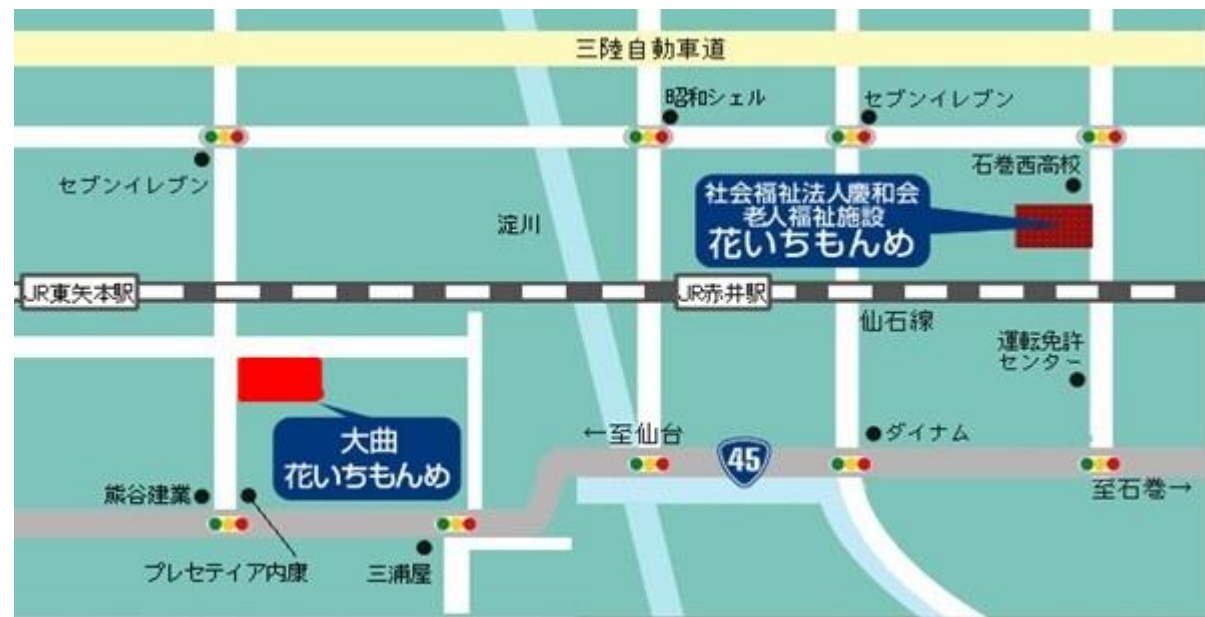 三陸自動車道
昭和シェル
セブンイレブン
石巻西高校
セブンイレブン
社会福祉法人慶和会
老人福祉施設
花いちもんめ
淀川
JR東矢本駅
JR赤井駅
仙石線
運転免許
センター
大曲
花いちもんめ
←至仙台
45
ダイナム
至石巻→
熊谷建業
プレセティア内康
三浦屋